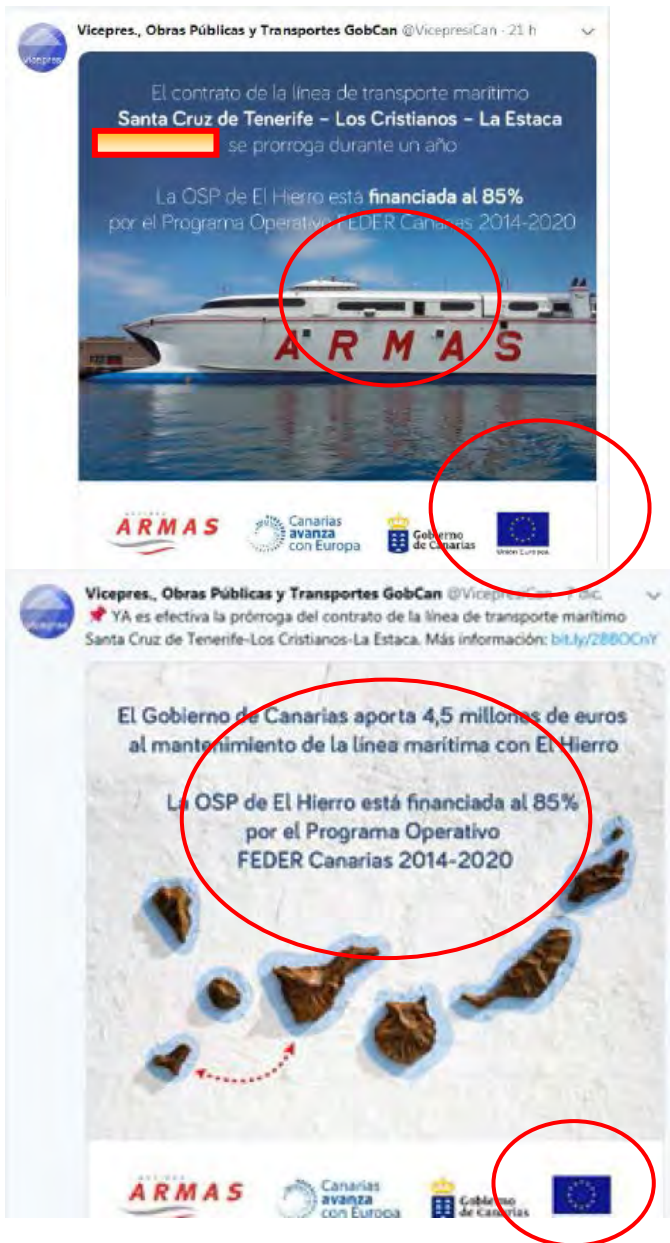 Vicepres., Obras Públicas y Transportes GobCan @VicepresiCan · 21 h
vicepres.
El contrato de la línea de transporte marítimo
Santa Cruz de Tenerife – Los Cristianos – La Estaca
se prorroga durante un año
La OSP de El Hierro está financiada al 85%
por el Programa Operativo FEDER Canarias 2014-2020
ARMAS
ARMAS
Canarias
avanza
con Europa
Gobierno
de Canarias
Unión Europea
Vicepres., Obras Públicas y Transportes GobCan @VicepresiCan · 7 dic.
vicepres.
YA es efectiva la prórroga del contrato de la línea de transporte marítimo
Santa Cruz de Tenerife-Los Cristianos-La Estaca. Más información:
El Gobierno de Canarias aporta 4,5 millones de euros
al mantenimiento de la línea marítima con El Hierro
La OSP de El Hierro está financiada al 85%
por el Programa Operativo
FEDER Canarias 2014-2020
ARMAS
Canarias
avanza
con Europa
Gobierno
de Canarias